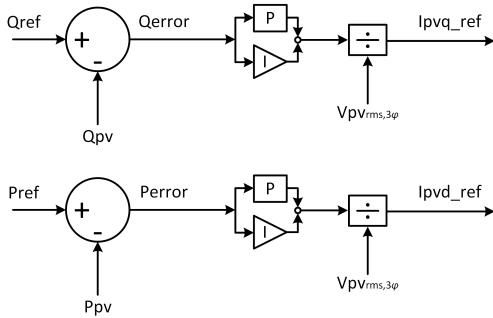 Qref
Qerror
P
Ipvq_ref
+
÷
-
I
Qpv
Vpvrms,3φ
Pref
Perror
P
Ipvd_ref
+
÷
-
I
Ppv
Vpvrms,3φ